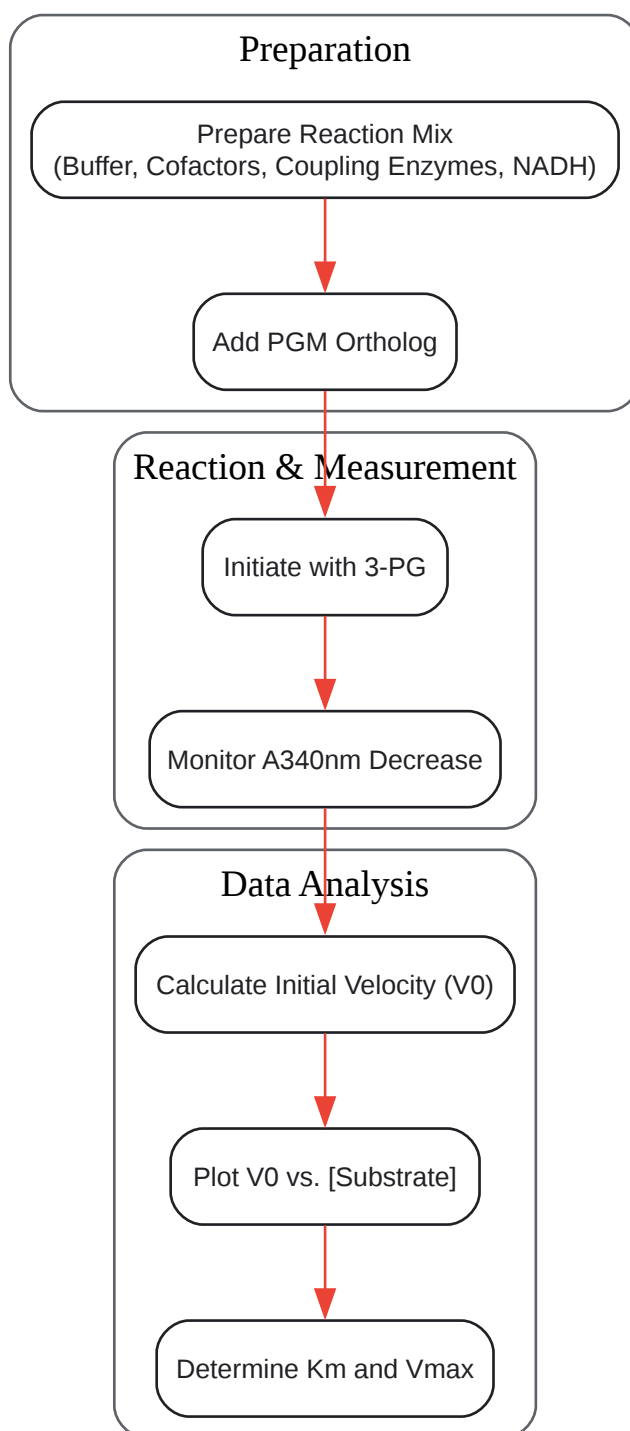 Preparation
Prepare Reaction Mix
(Buffer, Cofactors, Coupling Enzymes, NADH)
Add PGM Ortholog
Reaction & Measurement
Initiate with 3-PG
Monitor A340nm Decrease
Data Analysis
Calculate Initial Velocity (V0)
Plot V0 vs. [Substrate]
Determine Km and Vmax